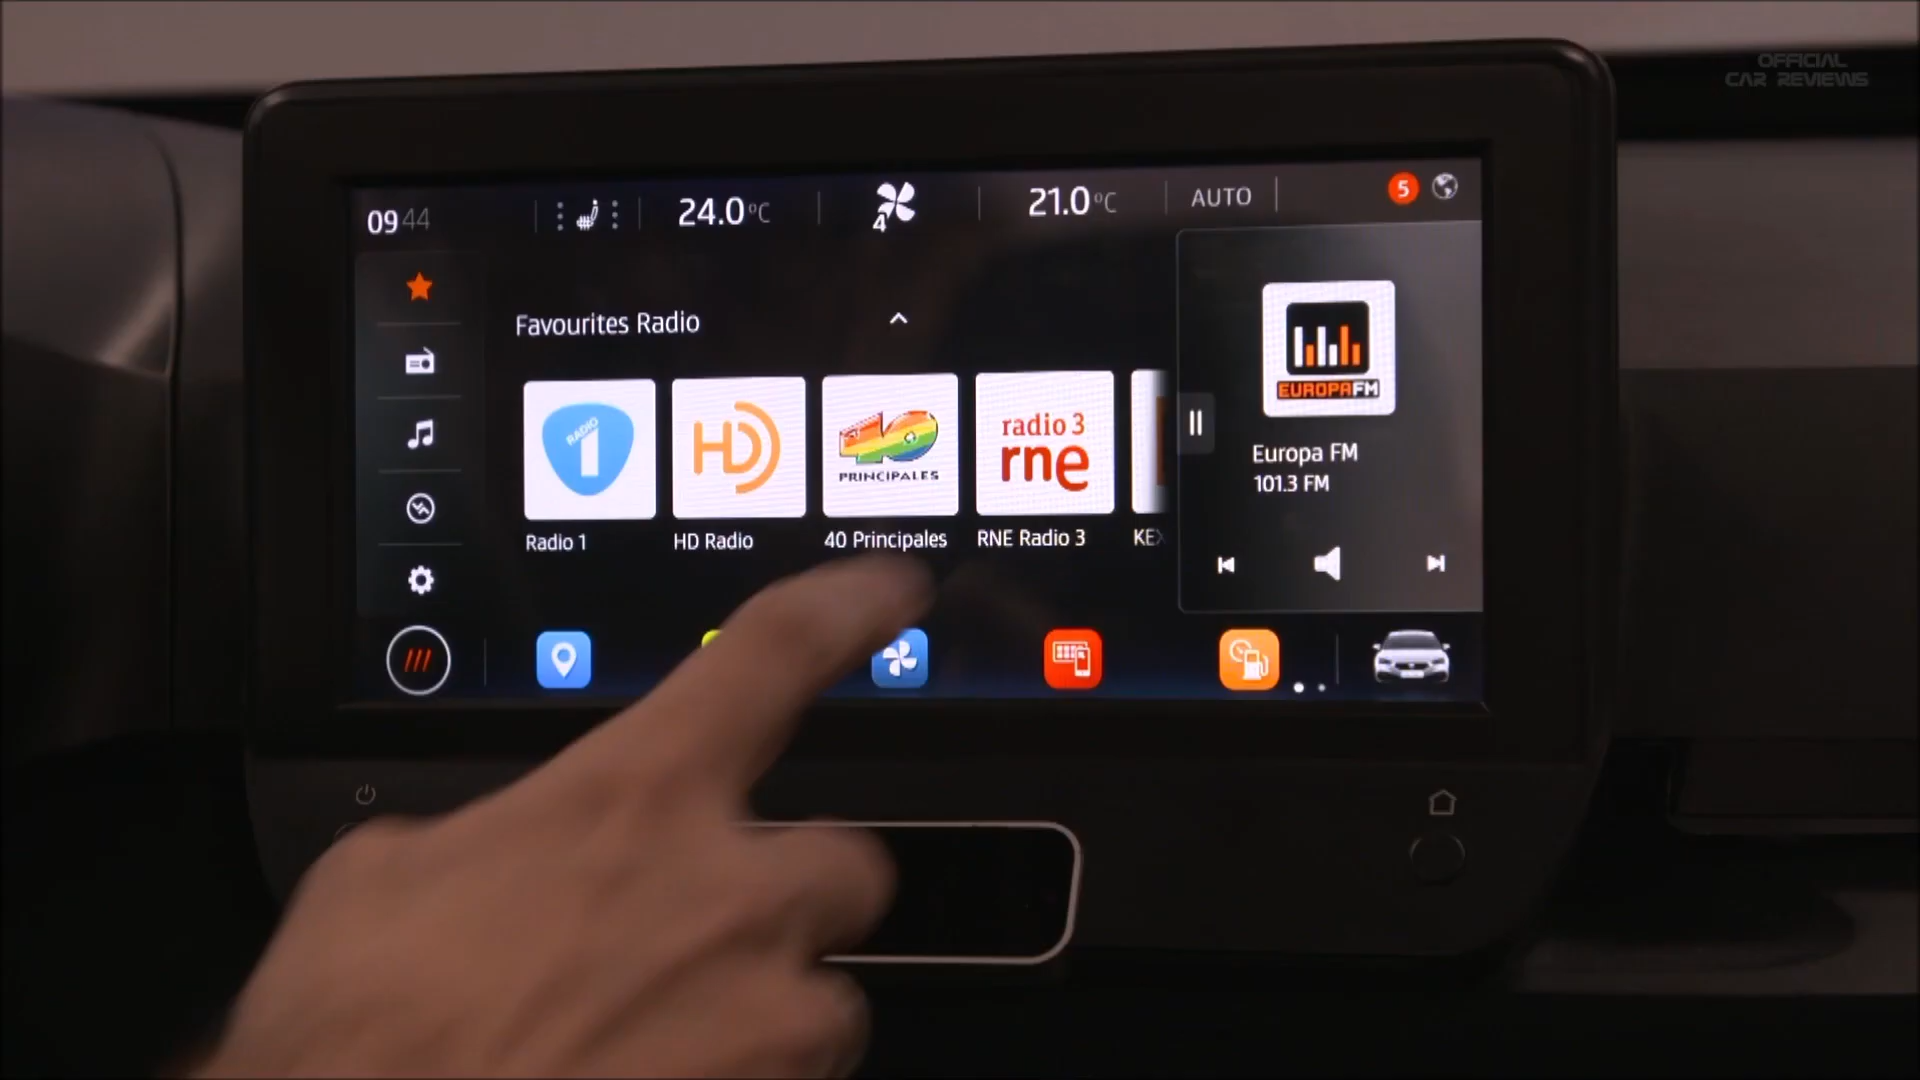 OFFICIAL
CAR REVIEWS
09 44
24.0°C
4
21.0°C
AUTO
5
Favourites Radio
RADIO
1
HD
40
PRINCIPALES
radio 3
rne
EUROPA FM
Radio 1
HD Radio
40 Principales
RNE Radio 3
KEX
Europa FM
101.3 FM